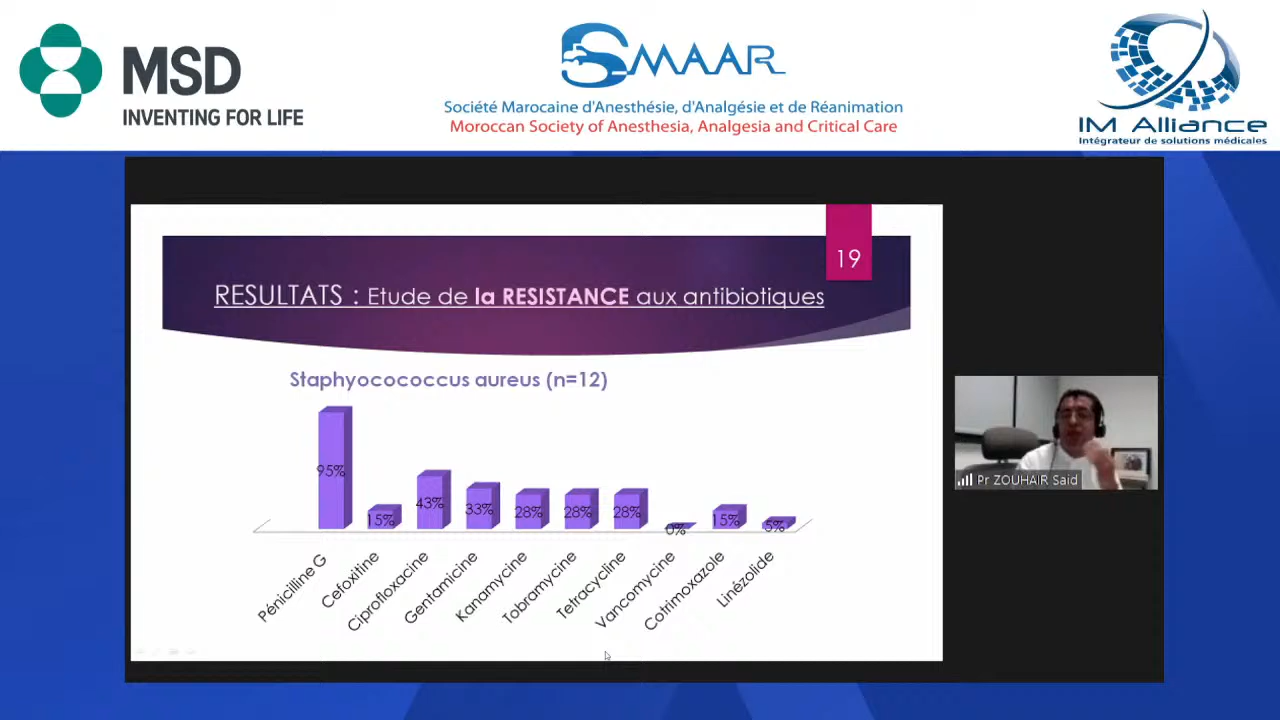 MSD
INVENTING FOR LIFE
SMAAR
Société Marocaine d'Anesthésie, d'Analgésie et de Réanimation
Moroccan Society of Anesthesia, Analgesia and Critical Care
IM Alliance
Intégrateur de solutions médicales
19
RESULTATS : Etude de la RESISTANCE aux antibiotiques
Staphyocococcus aureus (n=12)
95%
15%
43%
33%
28%
28%
28%
0%
15%
5%
Pénicilline G
Cefoxitine
Ciprofloxacine
Gentamicine
Kanamycine
Tobramycine
Tetracycline
Vancomycine
Cotrimoxazole
Linézolide
Pr ZOUHAIR Said